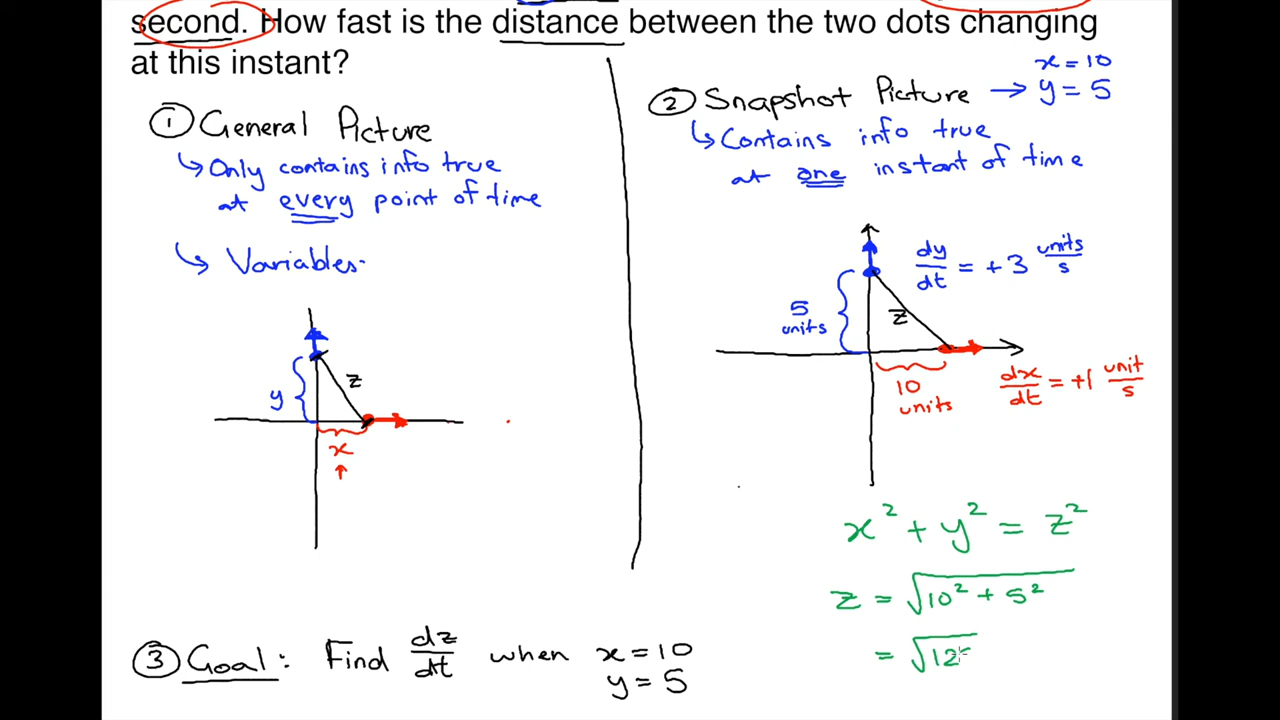 second. How fast is the distance between the two dots changing
at this instant?
① General Picture
↳ Only contains info true
at every point of time
↳ Variables.
y
z
x
↑
② Snapshot Picture → x = 10
y = 5
↳ Contains info true
at one instant of time
dy/dt = +3 units/s
5
units
z
10
units
dx/dt = +1 unit/s
x² + y² = z²
z = √10² + 5²
= √12
③ Goal: Find dz/dt when x = 10
y = 5